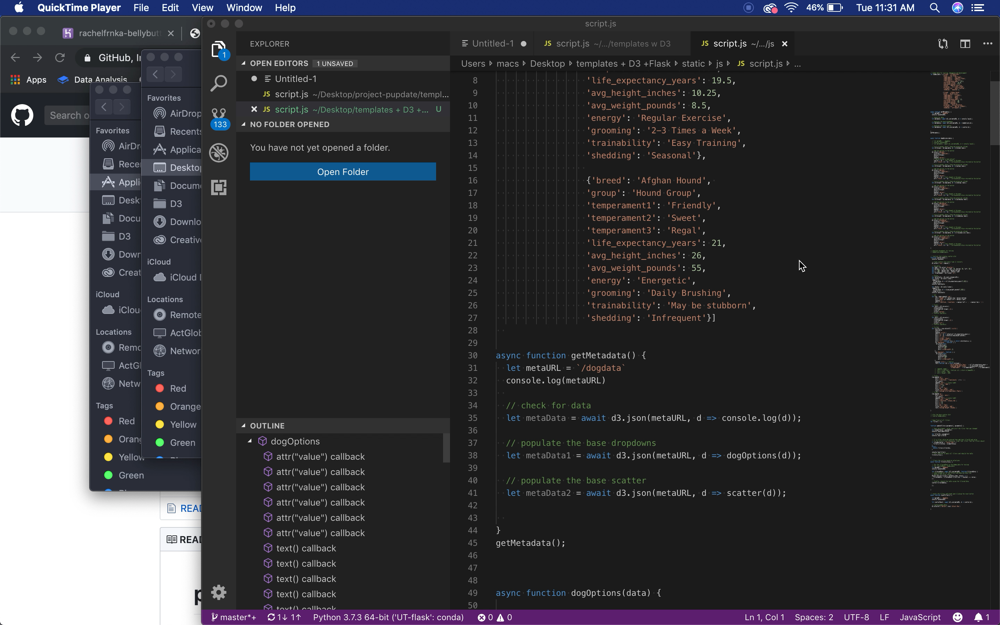 QuickTime Player File Edit View Window Help 46% Tue 11:31 AM
rachelfrnka-bellybutt
GitHub, I
Apps Data Analysis
Search o
Favorites
AirDr
Rece
Appli
Desk
Docu
D3
Down
Creat
iCloud
iClou
Locations
Remo
ActGl
Netw
Tags
Red
Orang
Yellow
Green
Favorites
AirDrop
Recents
Applica
Desktop
Docume
D3
Downlo
Creative
iCloud
iCloud
Locations
Remote
ActGlob
Networ
Tags
Red
Orange
Yellow
Green
READ
READ
p
script.js
EXPLORER
1
133
OPEN EDITORS 1 UNSAVED
Untitled-1
JS script.js ~/Desktop/project-pupdate/templ...
JS script.js ~/Desktop/templates + D3 +... U
NO FOLDER OPENED
You have not yet opened a folder.
Open Folder
OUTLINE
dogOptions
attr("value") callback
attr("value") callback
attr("value") callback
attr("value") callback
attr("value") callback
attr("value") callback
text() callback
text() callback
text() callback
text() callback
text() callback
Untitled-1 JS script.js ~/.../templates w D3 JS script.js ~/.../js
Users macs Desktop templates + D3 +Flask static js JS script.js ...
8 'life_expectancy_years': 19.5,
9 'avg_height_inches': 10.25,
10 'avg_weight_pounds': 8.5,
11 'energy': 'Regular Exercise',
12 'grooming': '2-3 Times a Week',
13 'trainability': 'Easy Training',
14 'shedding': 'Seasonal'},
15
16 {'breed': 'Afghan Hound',
17 'group': 'Hound Group',
18 'temperament1': 'Friendly',
19 'temperament2': 'Sweet',
20 'temperament3': 'Regal',
21 'life_expectancy_years': 21,
22 'avg_height_inches': 26,
23 'avg_weight_pounds': 55,
24 'energy': 'Energetic',
25 'grooming': 'Daily Brushing',
26 'trainability': 'May be stubborn',
27 'shedding': 'Infrequent'}]
28
29
30 async function getMetadata() {
31 let metaURL = `/dogdata`
32 console.log(metaURL)
33
34 // check for data
35 let metaData = await d3.json(metaURL, d => console.log(d));
36
37 // populate the base dropdowns
38 let metaData1 = await d3.json(metaURL, d => dogOptions(d));
39
40 // populate the base scatter
41 let metaData2 = await d3.json(metaURL, d => scatter(d));
42
43
44 }
45 getMetadata();
46
47
48
49 async function dogOptions(data) {
50
master*+ 1↓ 1↑ Python 3.7.3 64-bit ('UT-flask': conda) 0 0 Ln 1, Col 1 Spaces: 2 UTF-8 LF JavaScript 1